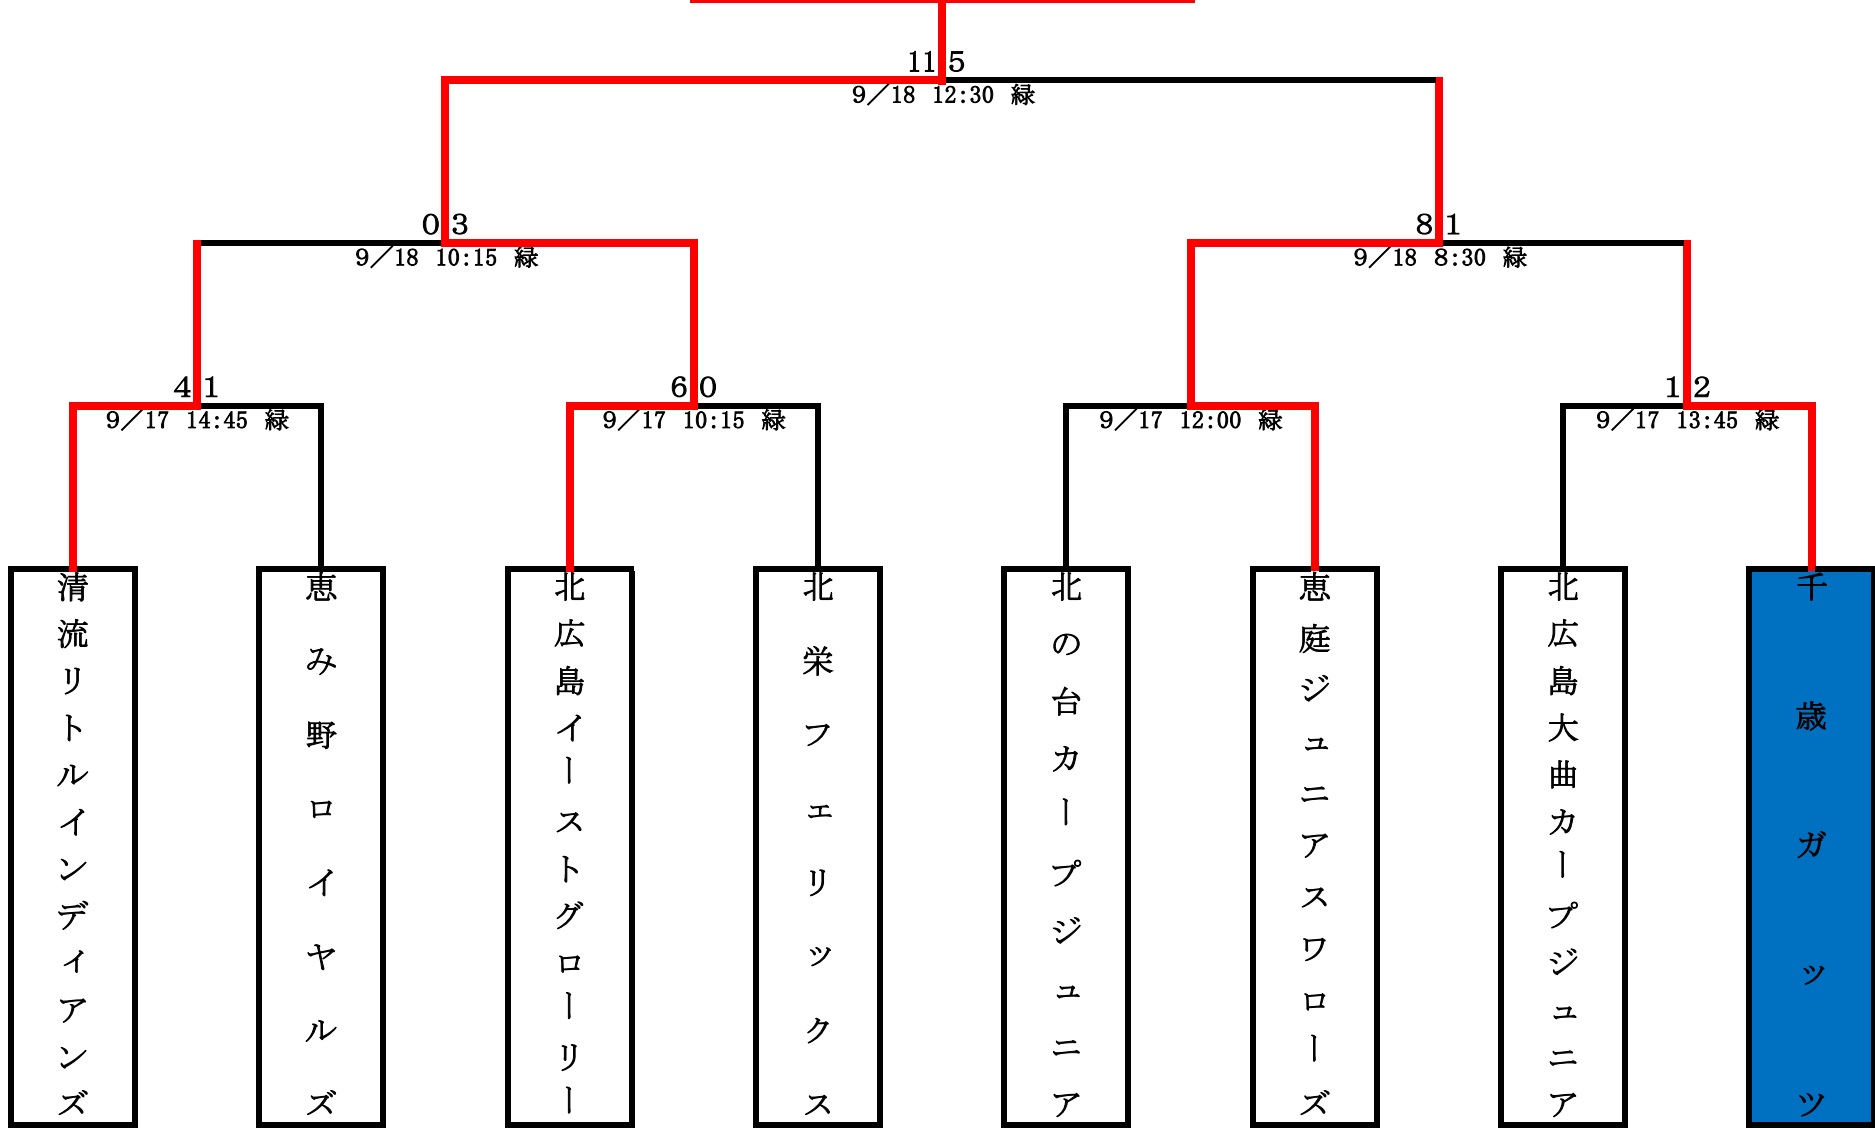 11 5
9／18 12:30 緑
0 3
9／18 10:15 緑
8 1
9／18 8:30 緑
4 1
9／17 14:45 緑
6 0
9／17 10:15 緑
9／17 12:00 緑
1 2
9／17 13:45 緑
清流リトルインディアンズ
恵み野ロイヤルズ
北広島イーストグローリー
北栄フェリックス
北の台カープジュニア
恵庭ジュニアスワローズ
北広島大曲カープジュニア
千歳ガッツ